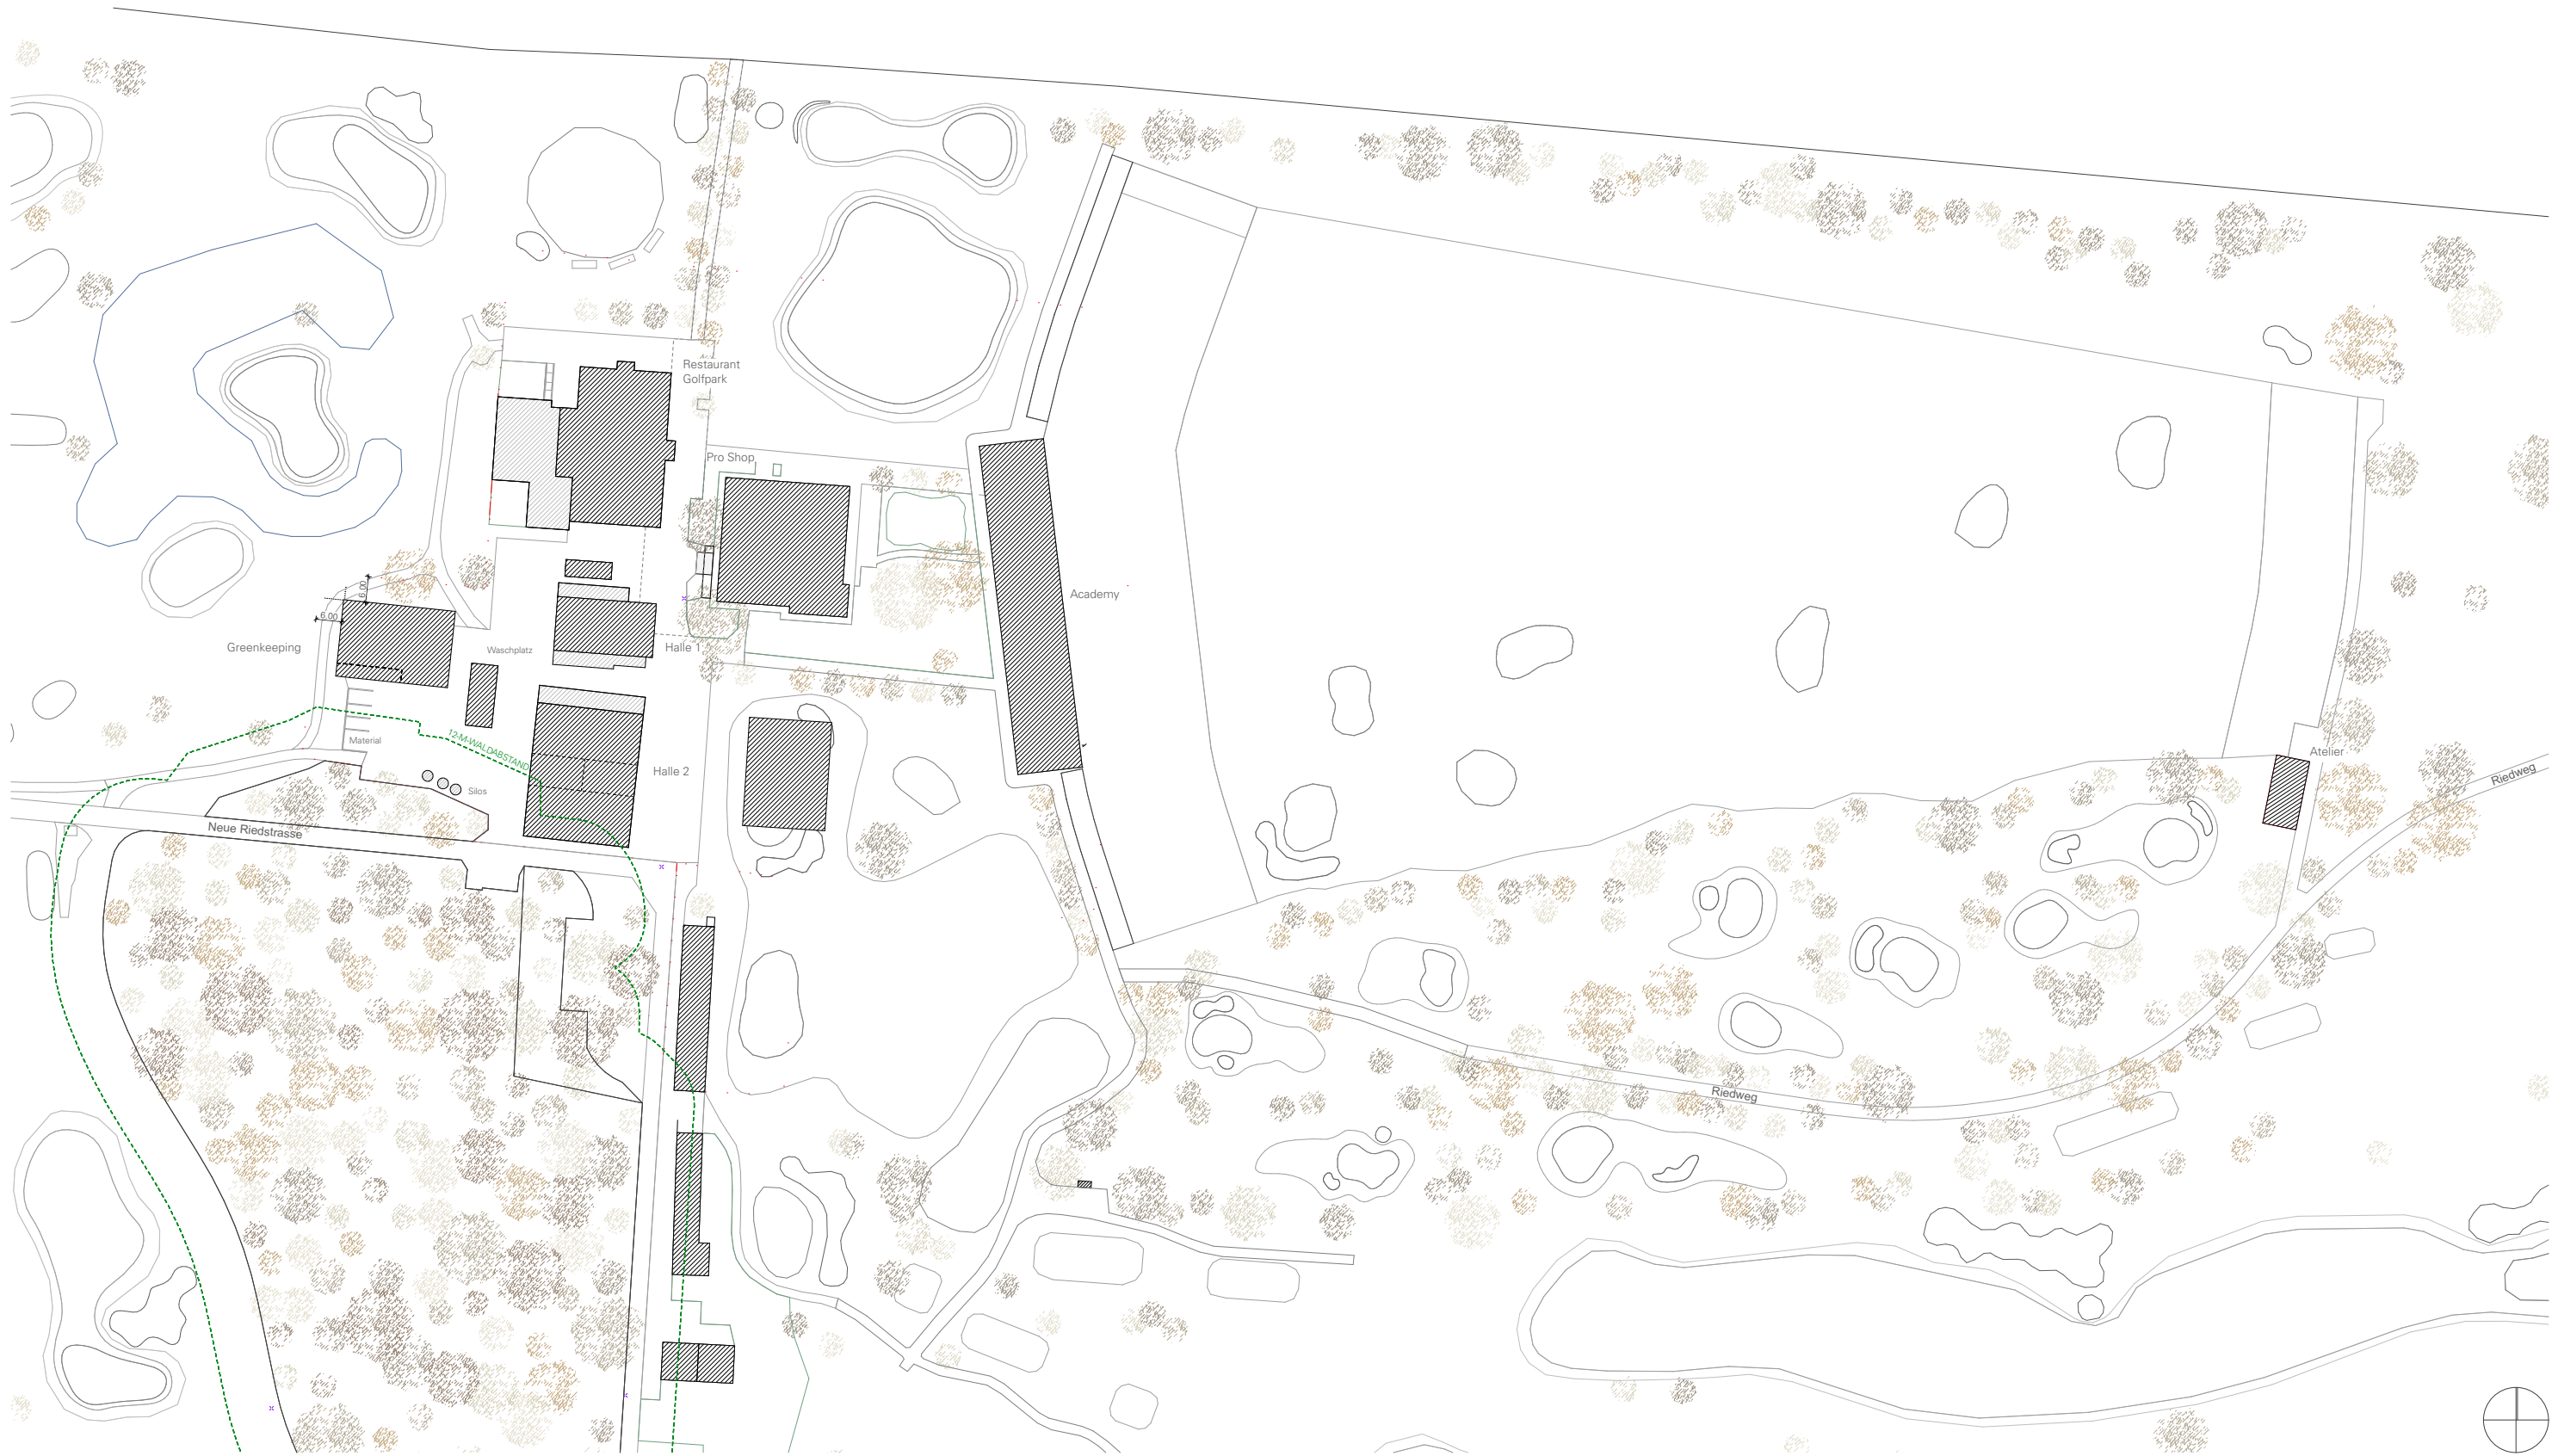 Restaurant
Golfpark
Pro Shop
6.00
6.00
Academy
Greenkeeping
Waschplatz
Halle 1
Material
12-M-WALDABSTAND
Halle 2
Atelier
Riedweg
Silos
Neue Riedstrasse
Riedweg